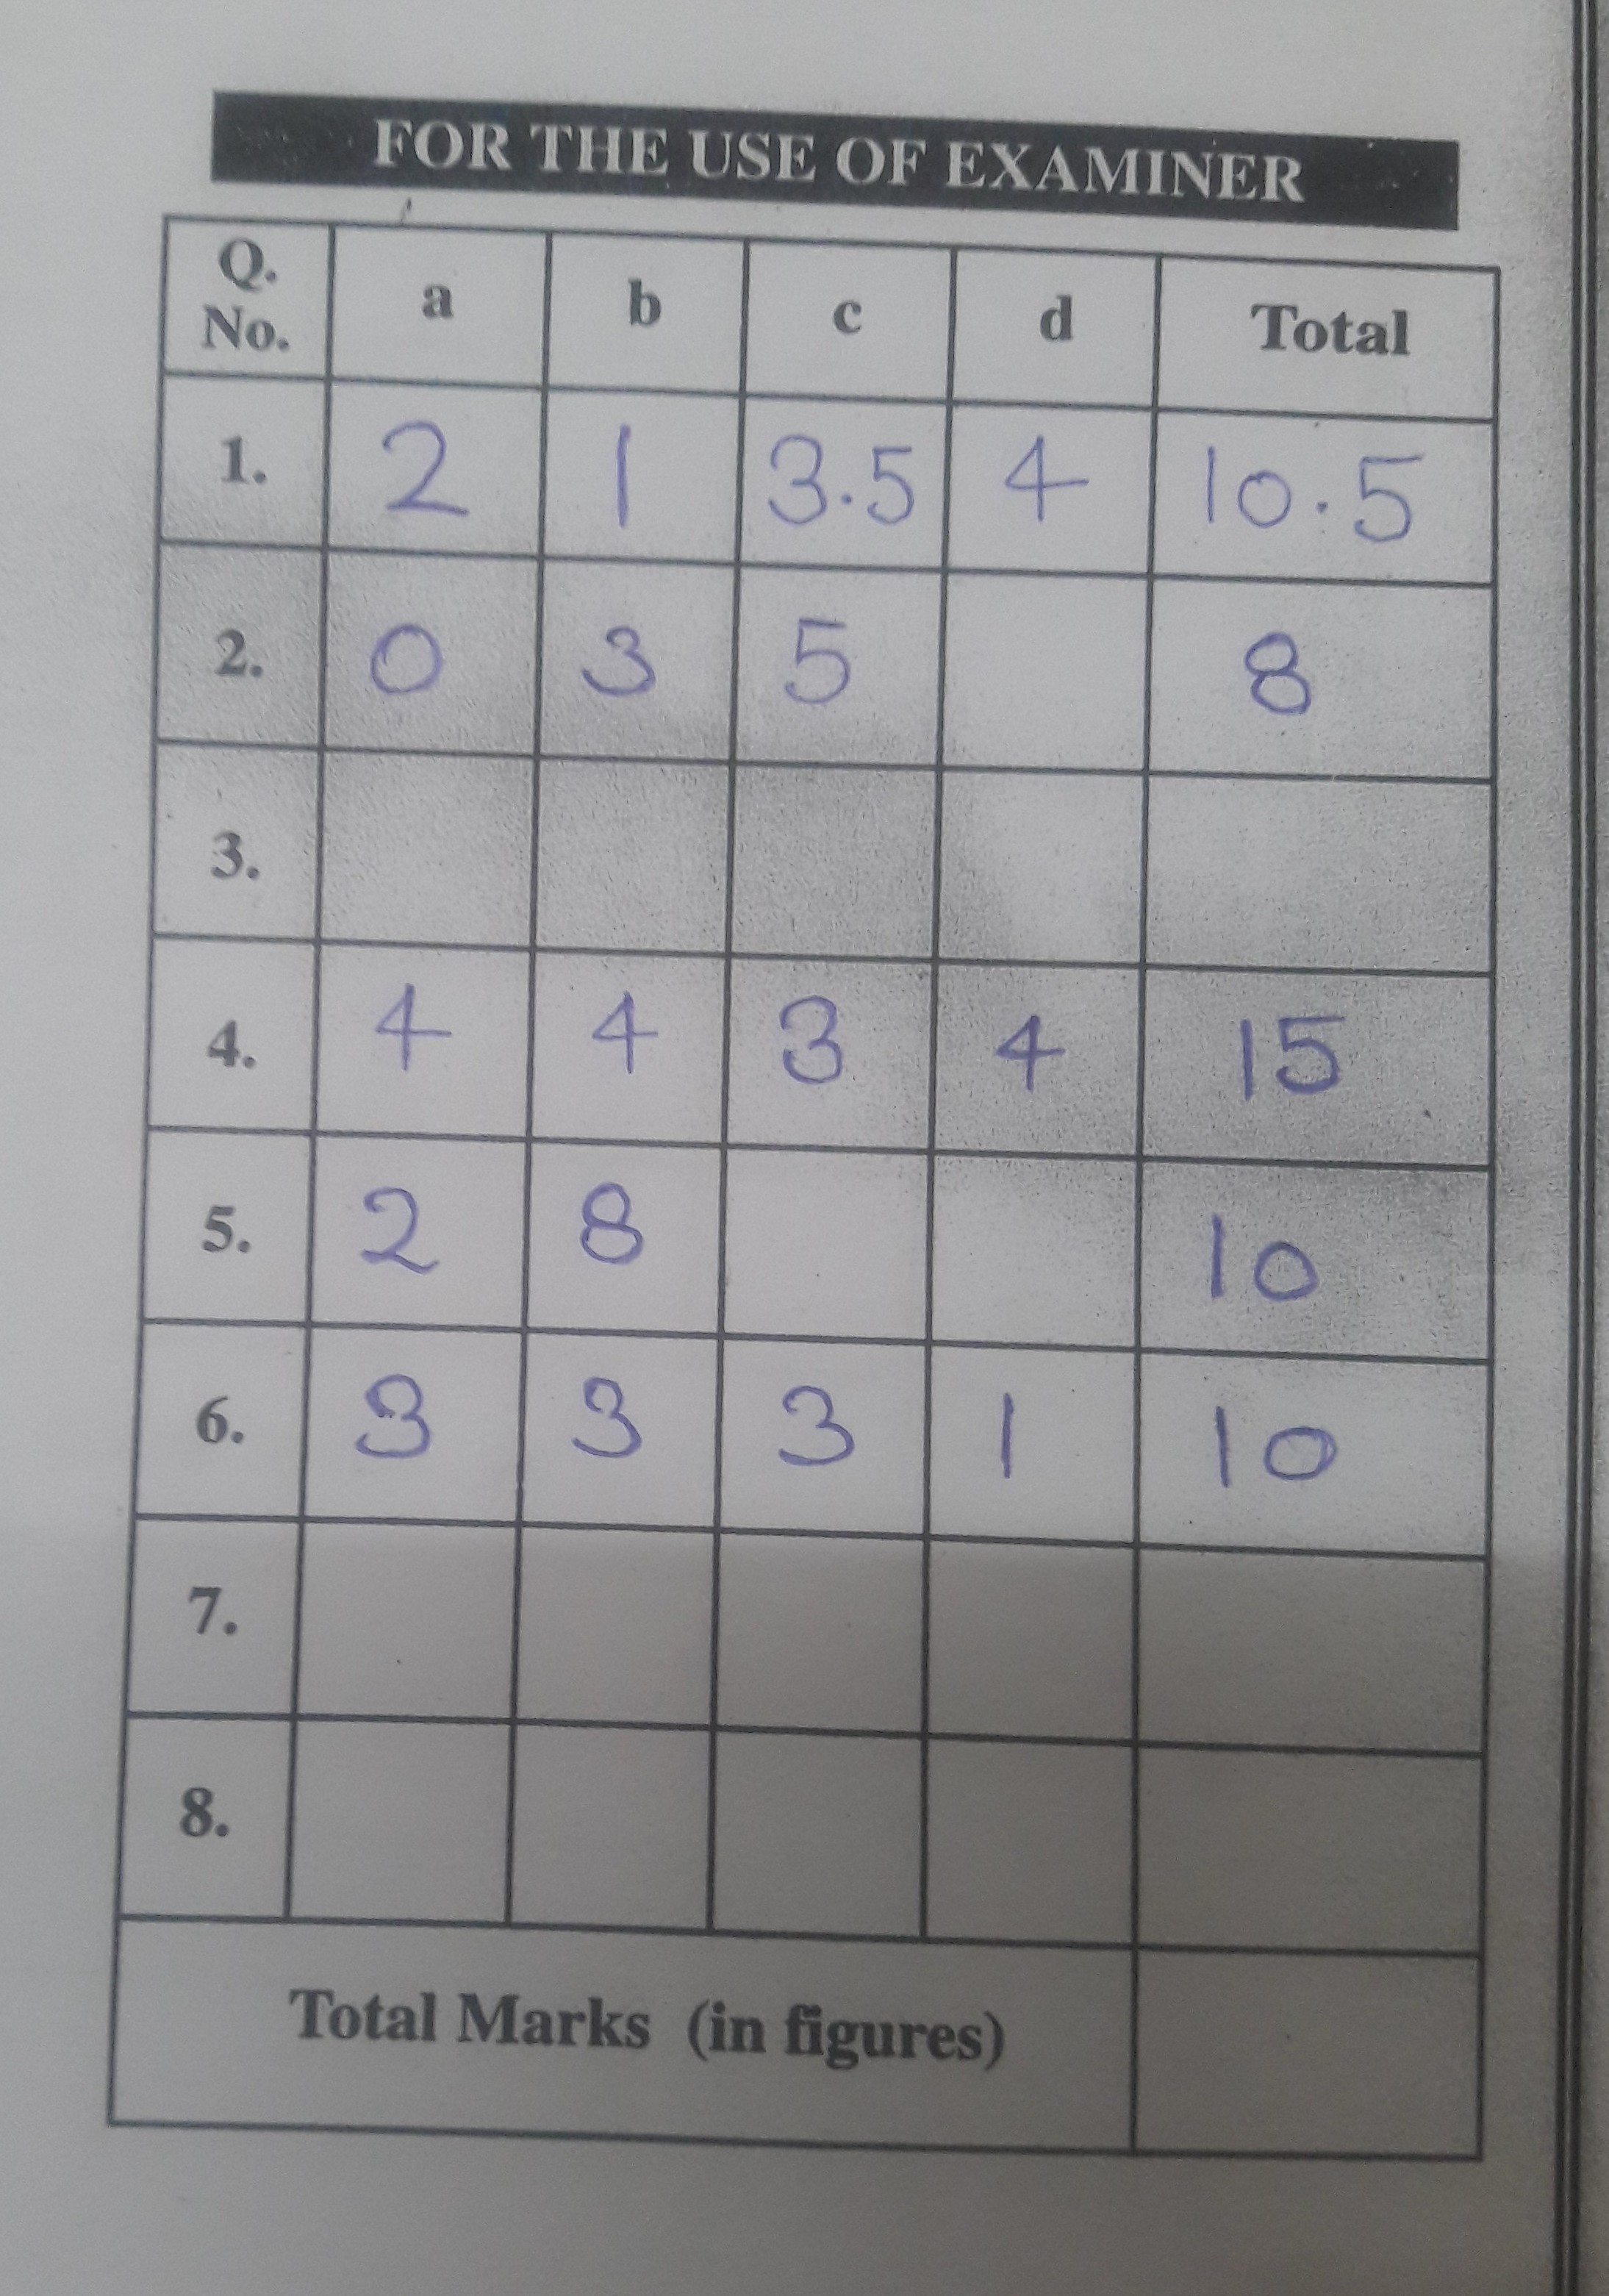 FOR THE USE OF EXAMINER
Q. No. a b c d Total
1. 2 1 3.5 4 10.5
2. 0 3 5 8
3.
4. 4 4 3 4 15
5. 2 8 10
6. 3 3 3 1 10
7.
8.
Total Marks (in figures)